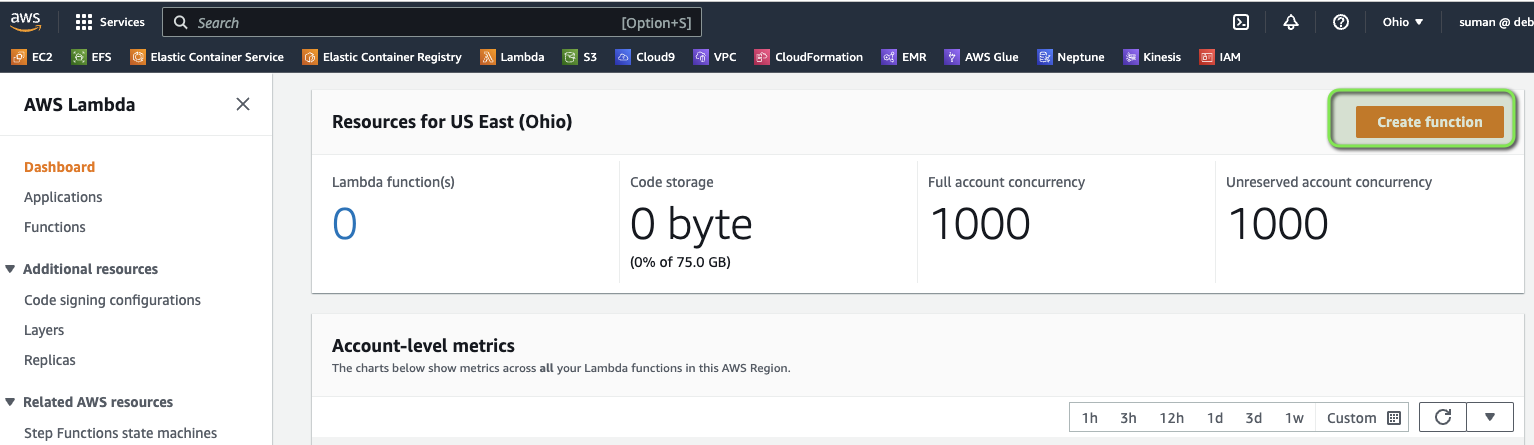 aws Services Search [Option+S] Ohio suman @ deb
EC2 EFS Elastic Container Service Elastic Container Registry Lambda S3 Cloud9 VPC CloudFormation EMR AWS Glue Neptune Kinesis IAM
AWS Lambda
Dashboard
Applications
Functions
Additional resources
Code signing configurations
Layers
Replicas
Related AWS resources
Step Functions state machines
Resources for US East (Ohio)
Create function
Lambda function(s)
0
Code storage
0 byte
(0% of 75.0 GB)
Full account concurrency
1000
Unreserved account concurrency
1000
Account-level metrics
The charts below show metrics across all your Lambda functions in this AWS Region.
1h 3h 12h 1d 3d 1w Custom